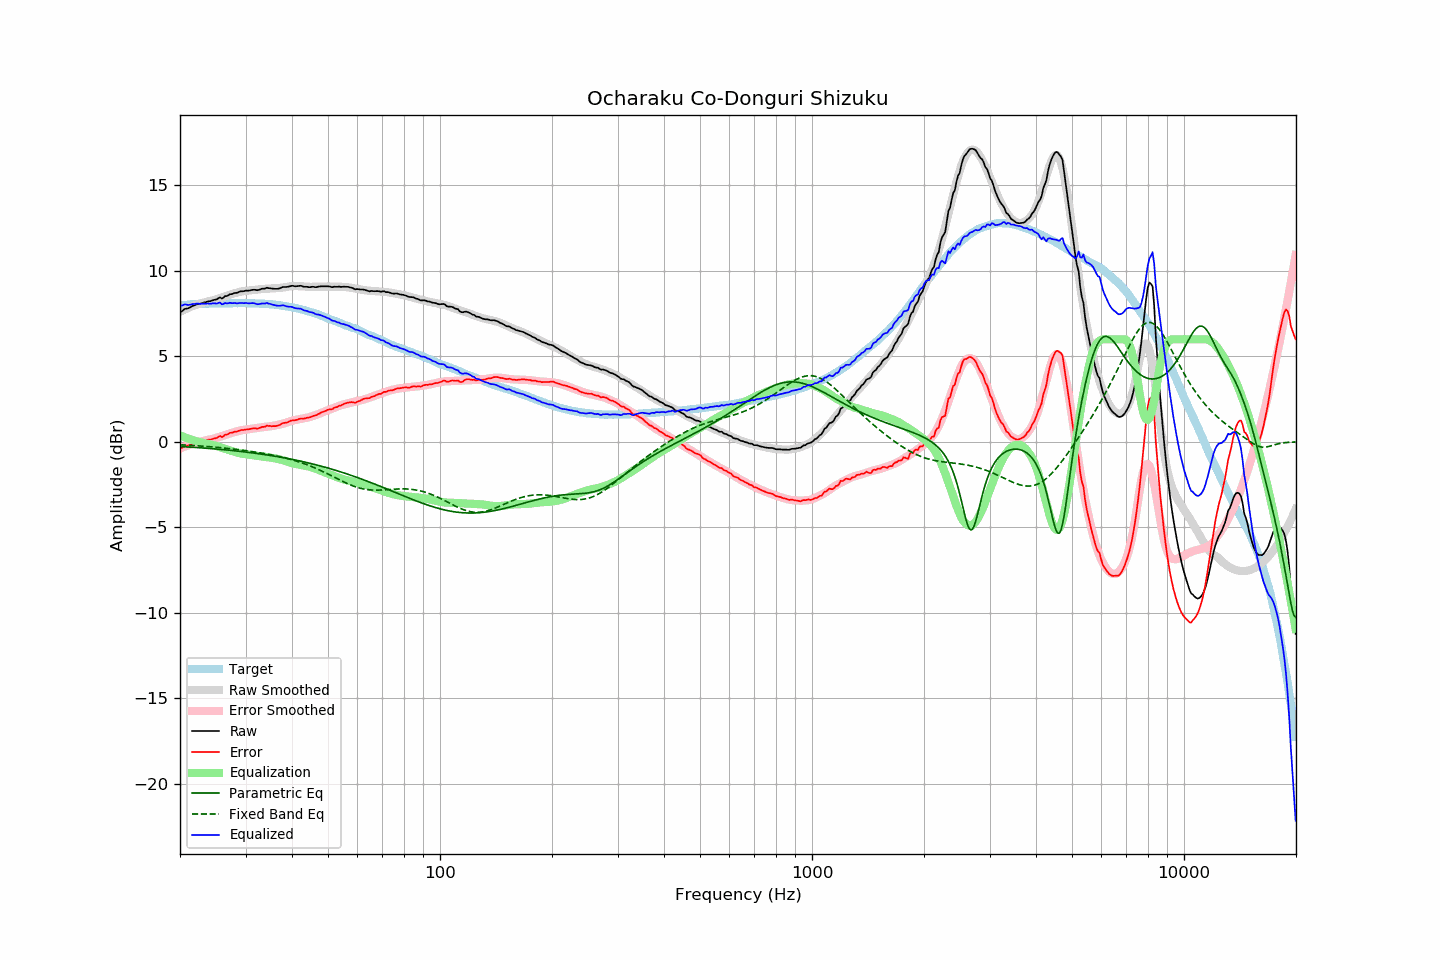 Ocharaku Co-Donguri Shizuku
Amplitude (dBr)
15
10
5
0
−5
−10
−15
−20
Target
Raw Smoothed
Error Smoothed
Raw
Error
Equalization
Parametric Eq
Fixed Band Eq
Equalized
100
1000
10000
Frequency (Hz)